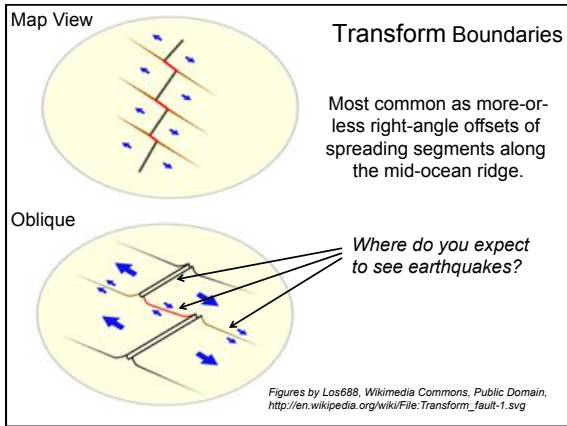 Map View
Transform Boundaries
Most common as more-or-
less right-angle offsets of
spreading segments along
the mid-ocean ridge.
Oblique
Where do you expect
to see earthquakes?
Figures by Los688, Wikimedia Commons, Public Domain,
http://en.wikipedia.org/wiki/File:Transform_fault-1.svg